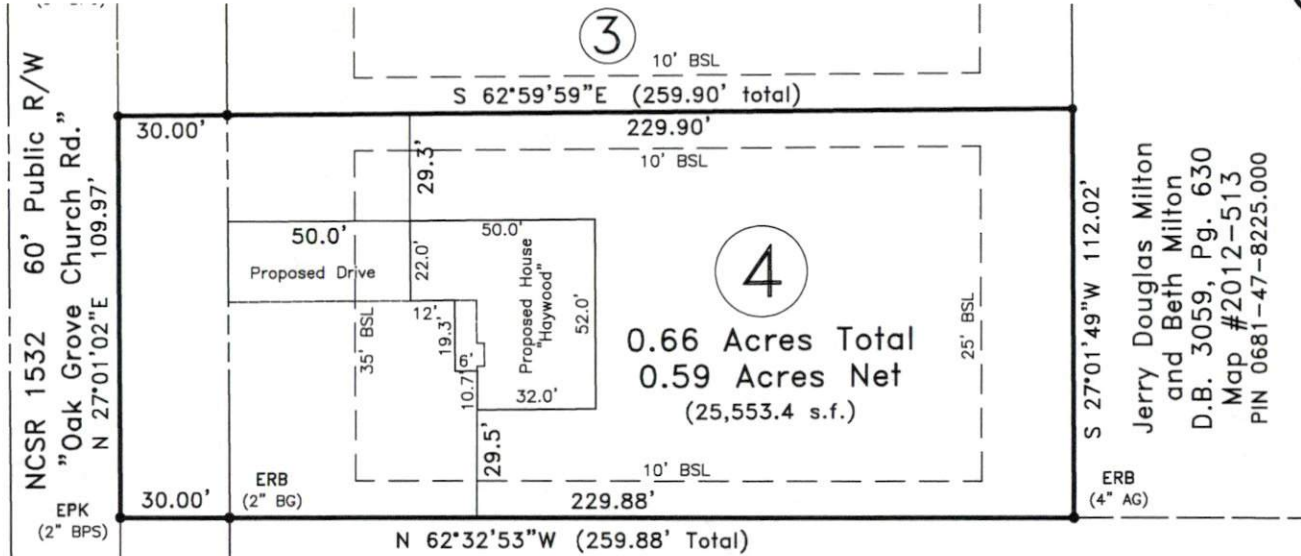 3
10' BSL
S 62°59'59"E (259.90' total)
30.00'
229.90'
10' BSL
29.3'
NCSR 1532 60' Public R/W
"Oak Grove Church Rd."
N 27°01'02"E 109.97'
50.0'
50.0'
Proposed Drive
22.0'
12'
19.3'
6'
10.7'
Proposed House
"Haywood"
52.0'
32.0'
35' BSL
29.5'
4
0.66 Acres Total
0.59 Acres Net
(25,553.4 s.f.)
25' BSL
10' BSL
S 27°01'49"W 112.02'
Jerry Douglas Milton
and Beth Milton
D.B. 3059, Pg. 630
Map #2012-513
PIN 0681-47-8225.000
EPK
(2" BPS)
30.00'
ERB
(2" BG)
229.88'
ERB
(4" AG)
N 62°32'53"W (259.88' Total)